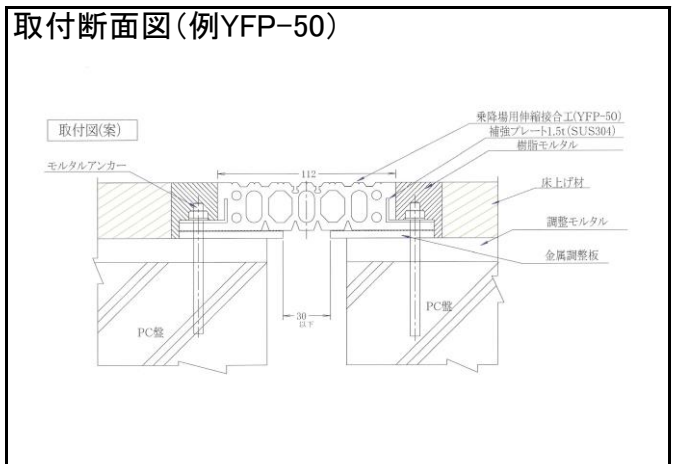 取付断面図(例YFP-50)
取付図(案)
乗降場用伸縮接合工(YFP-50)
補強プレート1.5t(SUS304)
樹脂モルタル
モルタルアンカー
112
床上げ材
調整モルタル
金属調整板
30
以下
PC盤
PC盤